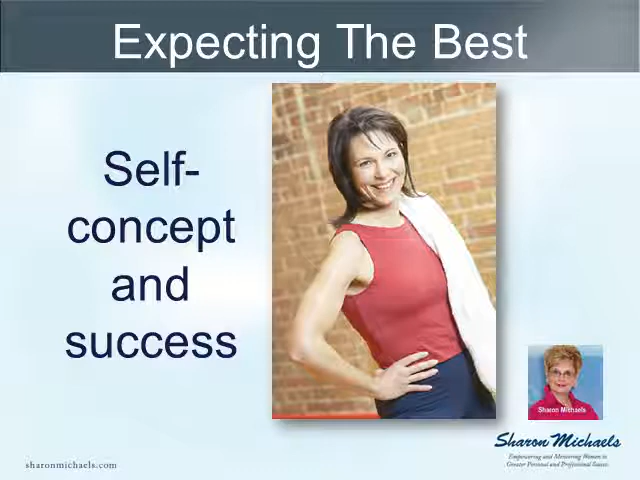 Expecting The Best
Self-
concept
and
success
Sharon Michaels
Sharon Michaels
Empowering and Mentoring Women to
Greater Personal and Professional Success
sharonmichaels.com